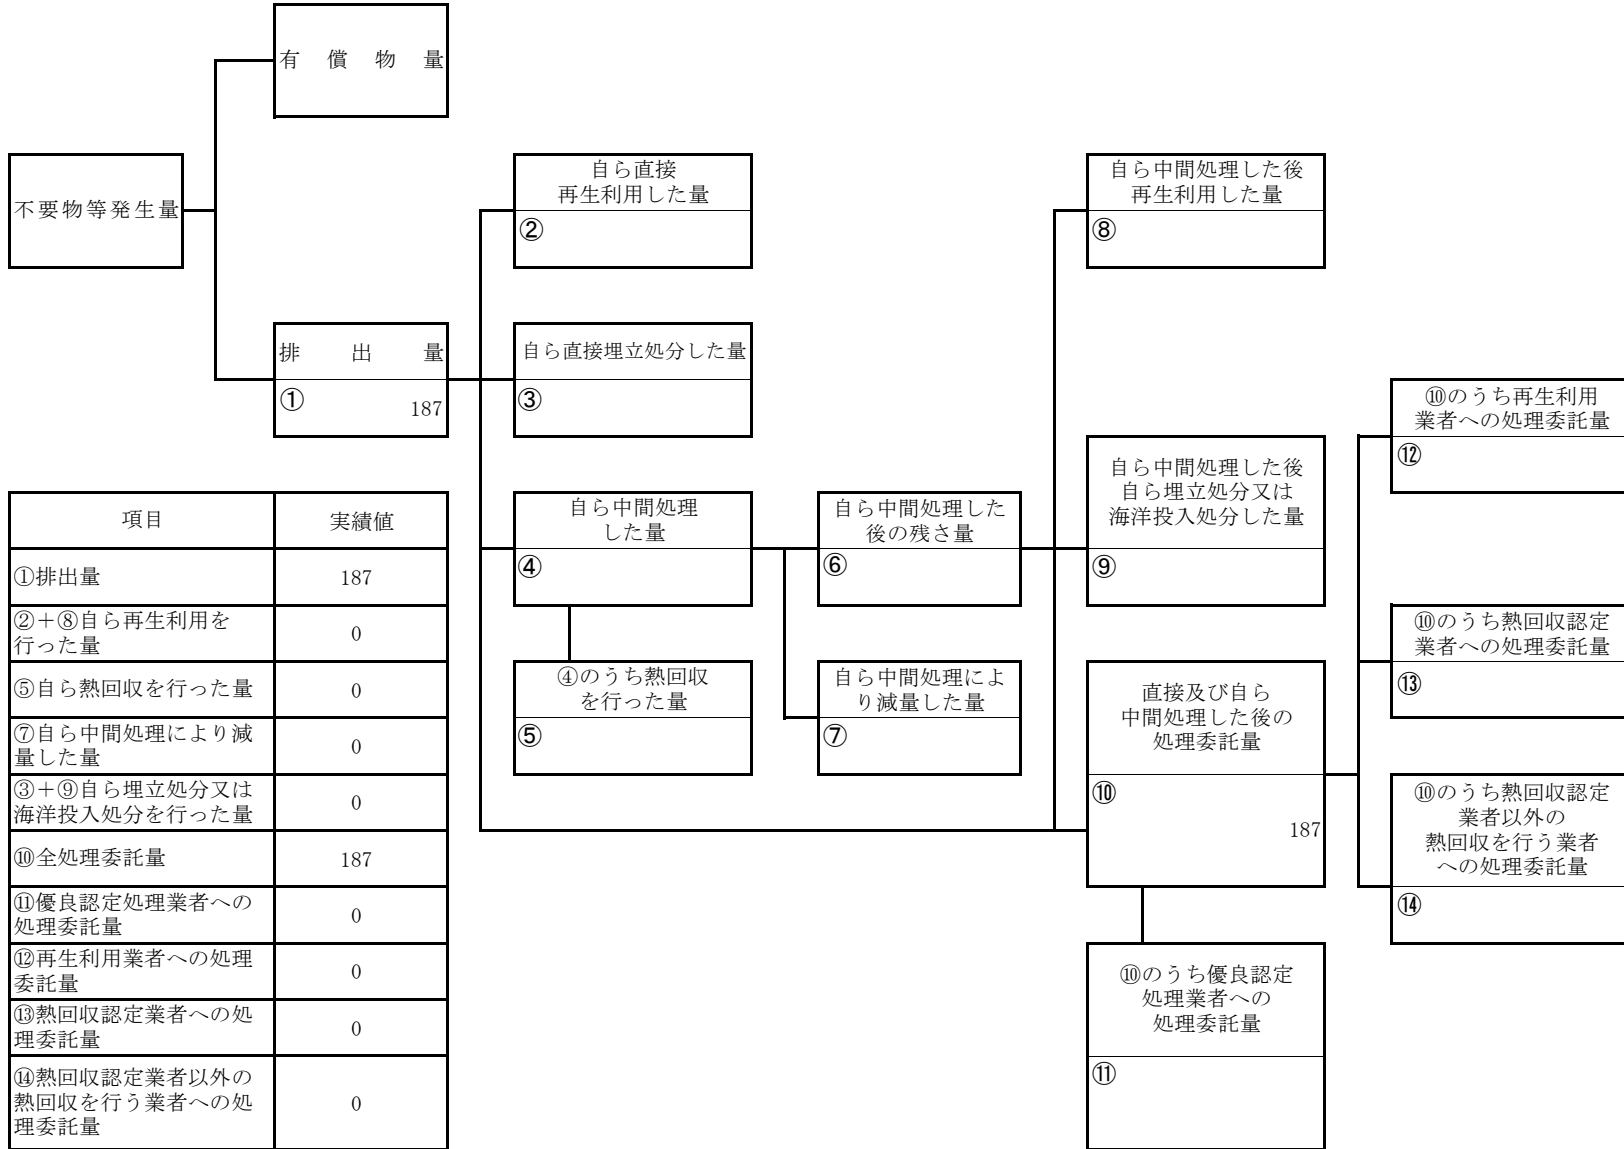 有償物量
不要物等発生量
排出量
①
187
自ら直接
再生利用した量
②
自ら直接埋立処分した量
③
自ら中間処理
した量
④
④のうち熱回収
を行った量
⑤
自ら中間処理した
後の残さ量
⑥
自ら中間処理によ
り減量した量
⑦
自ら中間処理した後
再生利用した量
⑧
自ら中間処理した後
自ら埋立処分又は
海洋投入処分した量
⑨
直接及び自ら
中間処理した後の
処理委託量
⑩
187
⑩のうち優良認定
処理業者への
処理委託量
⑪
⑩のうち再生利用
業者への処理委託量
⑫
⑩のうち熱回収認定
業者への処理委託量
⑬
⑩のうち熱回収認定
業者以外の
熱回収を行う業者
への処理委託量
⑭
項目 実績値
①排出量 187
②＋⑧自ら再生利用を
行った量 0
⑤自ら熱回収を行った量 0
⑦自ら中間処理により減
量した量 0
③＋⑨自ら埋立処分又は
海洋投入処分を行った量 0
⑩全処理委託量 187
⑪優良認定処理業者への
処理委託量 0
⑫再生利用業者への処理
委託量 0
⑬熱回収認定業者への処
理委託量 0
⑭熱回収認定業者以外の
熱回収を行う業者への処
理委託量 0